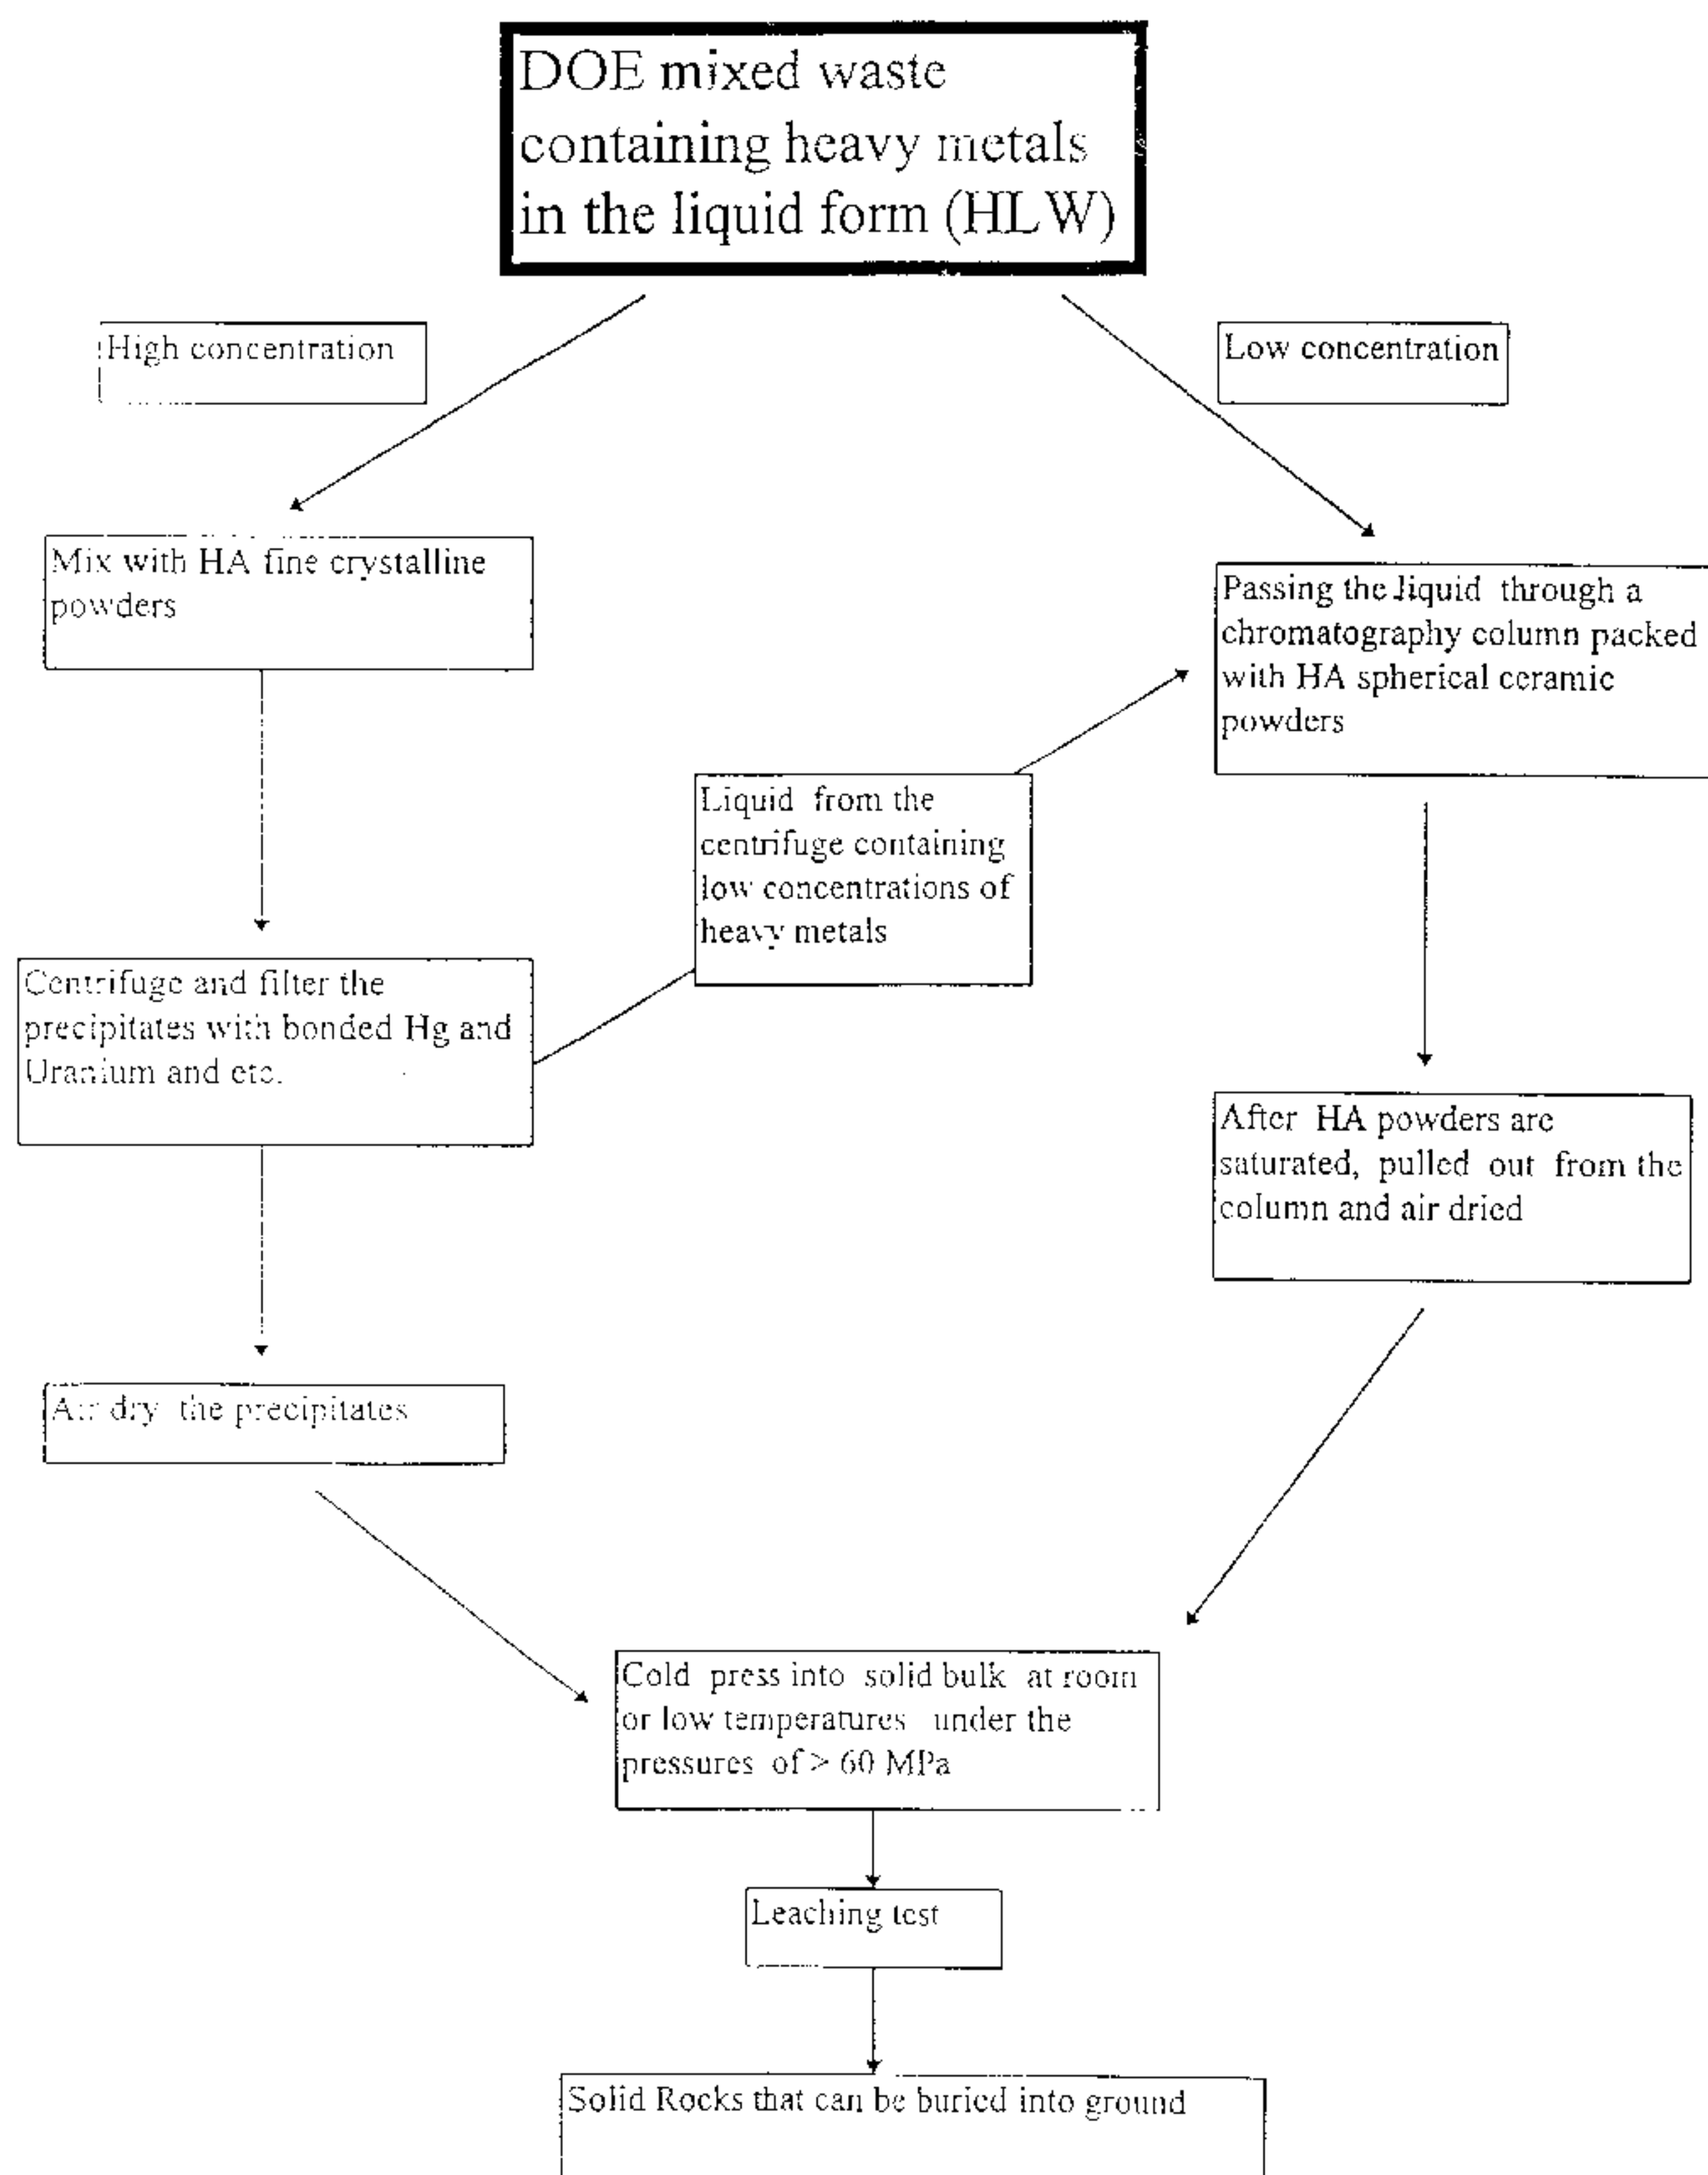 DOE mixed waste
containing heavy metals
in the liquid form (HLW)
High concentration
Low concentration
Mix with HA fine crystalline
powders
Passing the liquid through a
chromatography column packed
with HA spherical ceramic
powders
Liquid from the
centrifuge containing
low concentrations of
heavy metals
Centrifuge and filter the
precipitates with bonded Hg and
Uranium and etc.
After HA powders are
saturated, pulled out from the
column and air dried
Air dry the precipitates
Cold press into solid bulk at room
or low temperatures under the
pressures of > 60 MPa
Leaching test
Solid Rocks that can be buried into ground